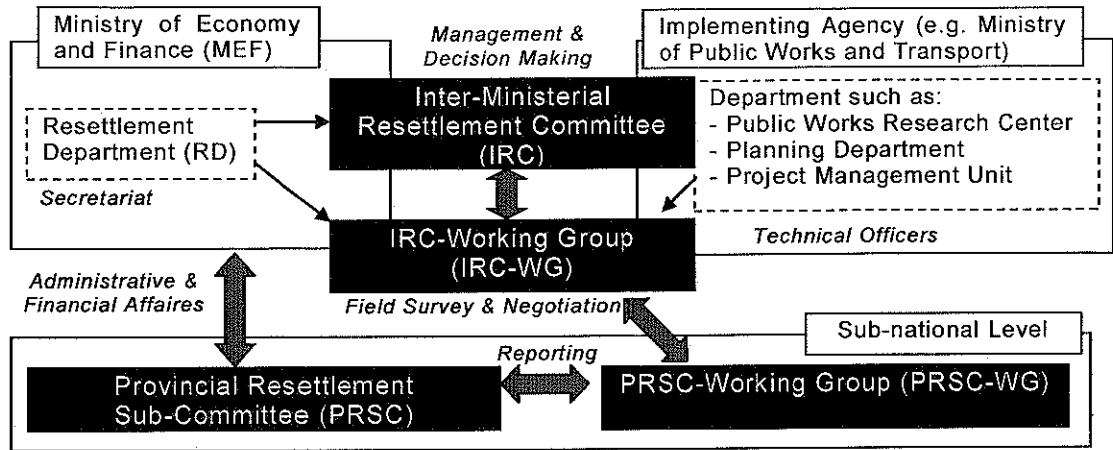 Ministry of Economy
and Finance (MEF)
Management &
Decision Making
Implementing Agency (e.g. Ministry
of Public Works and Transport)
Resettlement
Department (RD)
Secretariat
Inter-Ministerial
Resettlement Committee
(IRC)
Department such as:
- Public Works Research Center
- Planning Department
- Project Management Unit
Technical Officers
IRC-Working Group
(IRC-WG)
Administrative &
Financial Affaires
Field Survey & Negotiation
Sub-national Level
Reporting
Provincial Resettlement
Sub-Committee (PRSC)
PRSC-Working Group (PRSC-WG)